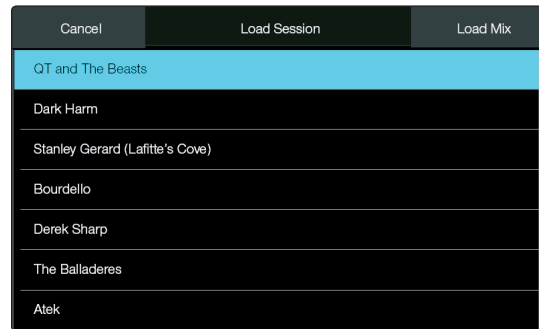 Cancel Load Session Load Mix
QT and The Beasts
Dark Harm
Stanley Gerard (Lafitte's Cove)
Bourdello
Derek Sharp
The Balladeres
Atek